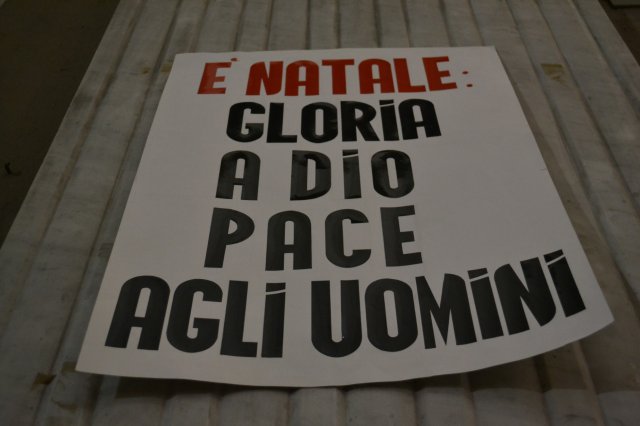 È NATALE:
GLORIA
A DIO
PACE
AGLI UOMINI